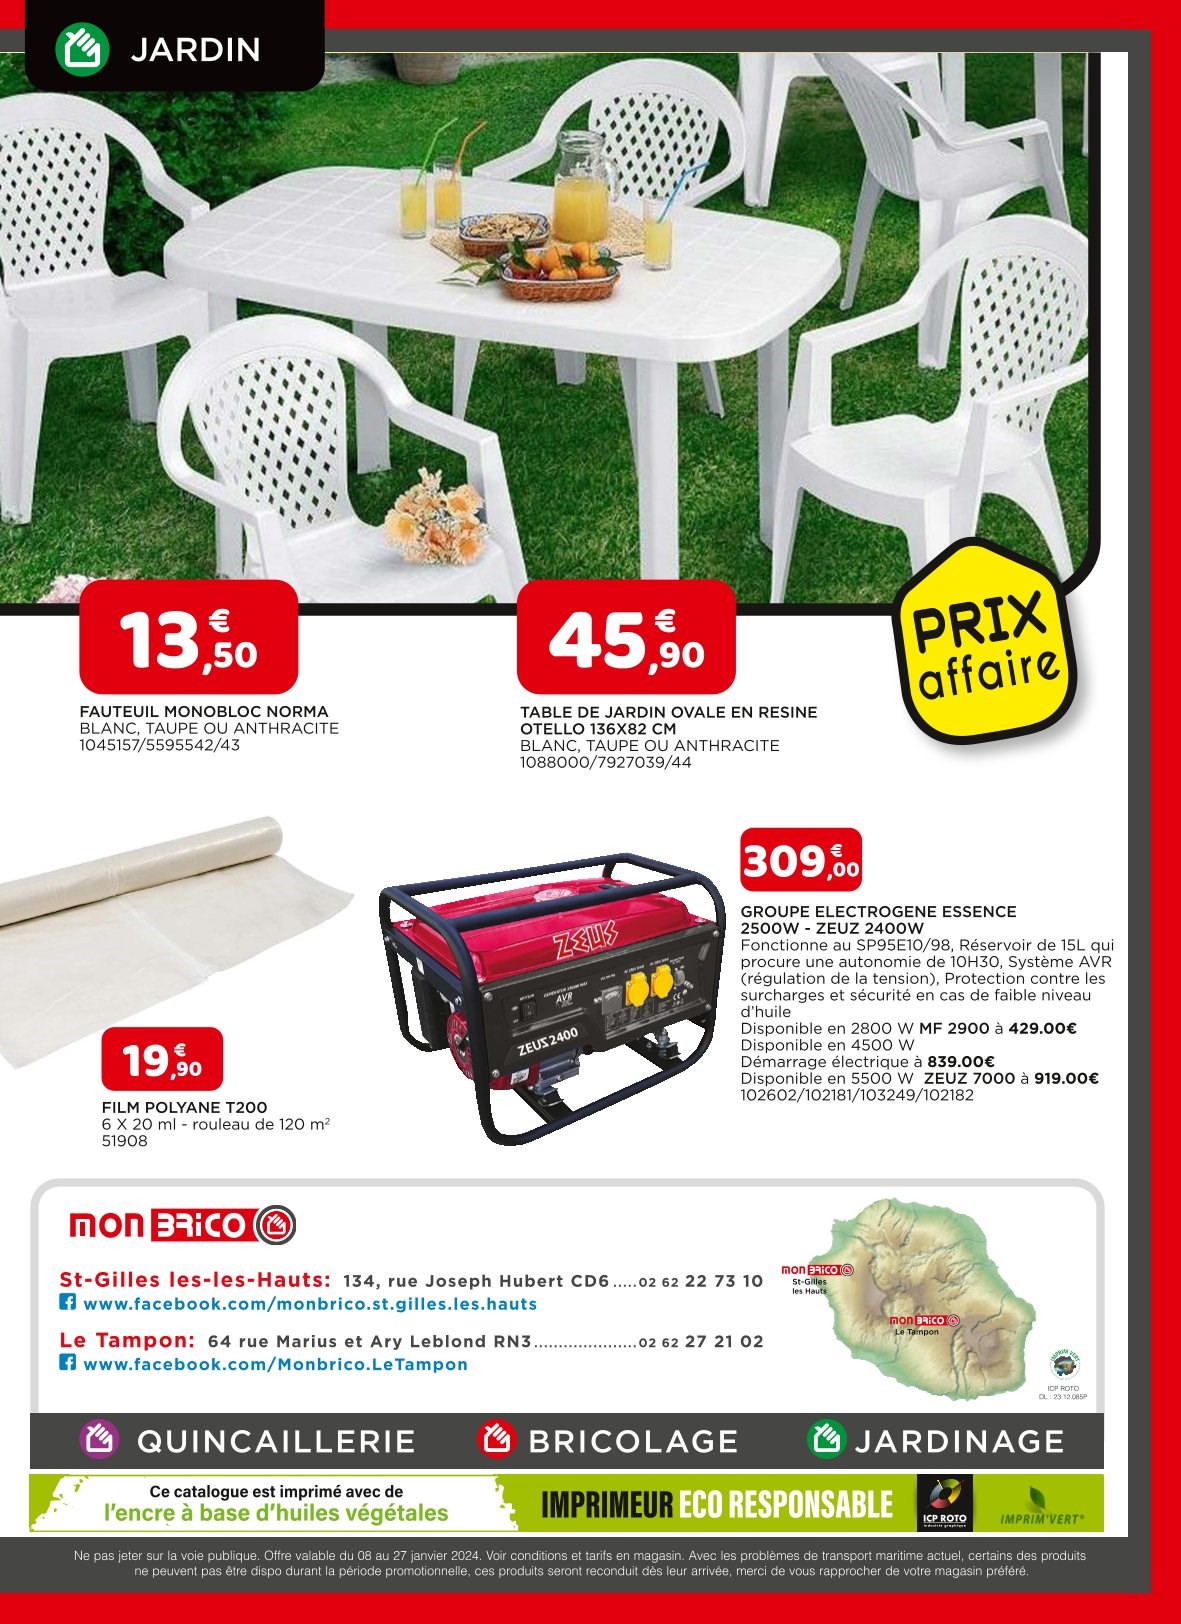 JARDIN
13,50€
FAUTEUIL MONOBLOC NORMA
BLANC, TAUPE OU ANTHRACITE
1045157/5595542/43
45,90€
TABLE DE JARDIN OVALE EN RESINE
OTELLO 136X82 CM
BLANC, TAUPE OU ANTHRACITE
1088000/7927039/44
PRIX
affaire
19,90€
FILM POLYANE T200
6 X 20 ml - rouleau de 120 m²
51908
ZEUS
AVR
ZEUS2400
309,00€
GROUPE ELECTROGENE ESSENCE
2500W - ZEUZ 2400W
Fonctionne au SP95E10/98, Réservoir de 15L qui
procure une autonomie de 10H30, Système AVR
(régulation de la tension), Protection contre les
surcharges et sécurité en cas de faible niveau
d'huile
Disponible en 2800 W MF 2900 à 429.00€
Disponible en 4500 W
Démarrage électrique à 839.00€
Disponible en 5500 W ZEUZ 7000 à 919.00€
102602/102181/103249/102182
mon BRICO
St-Gilles les-les-Hauts: 134, rue Joseph Hubert CD6.....02 62 22 73 10
www.facebook.com/monbrico.st.gilles.les.hauts
Le Tampon: 64 rue Marius et Ary Leblond RN3.....................02 62 27 21 02
www.facebook.com/Monbrico.LeTampon
mon BRICO
St-Gilles
les Hauts
mon BRICO
Le Tampon
IMPRIM'VERT
ICP ROTO
DL : 23.12.085P
QUINCAILLERIE
BRICOLAGE
JARDINAGE
Ce catalogue est imprimé avec de
l'encre à base d'huiles végétales
IMPRIMEUR ECO RESPONSABLE
ICP ROTO
industrie graphique
IMPRIM'VERT®
Ne pas jeter sur la voie publique. Offre valable du 08 au 27 janvier 2024. Voir conditions et tarifs en magasin. Avec les problèmes de transport maritime actuel, certains des produits
ne peuvent pas être dispo durant la période promotionnelle, ces produits seront reconduit dès leur arrivée, merci de vous rapprocher de votre magasin préféré.